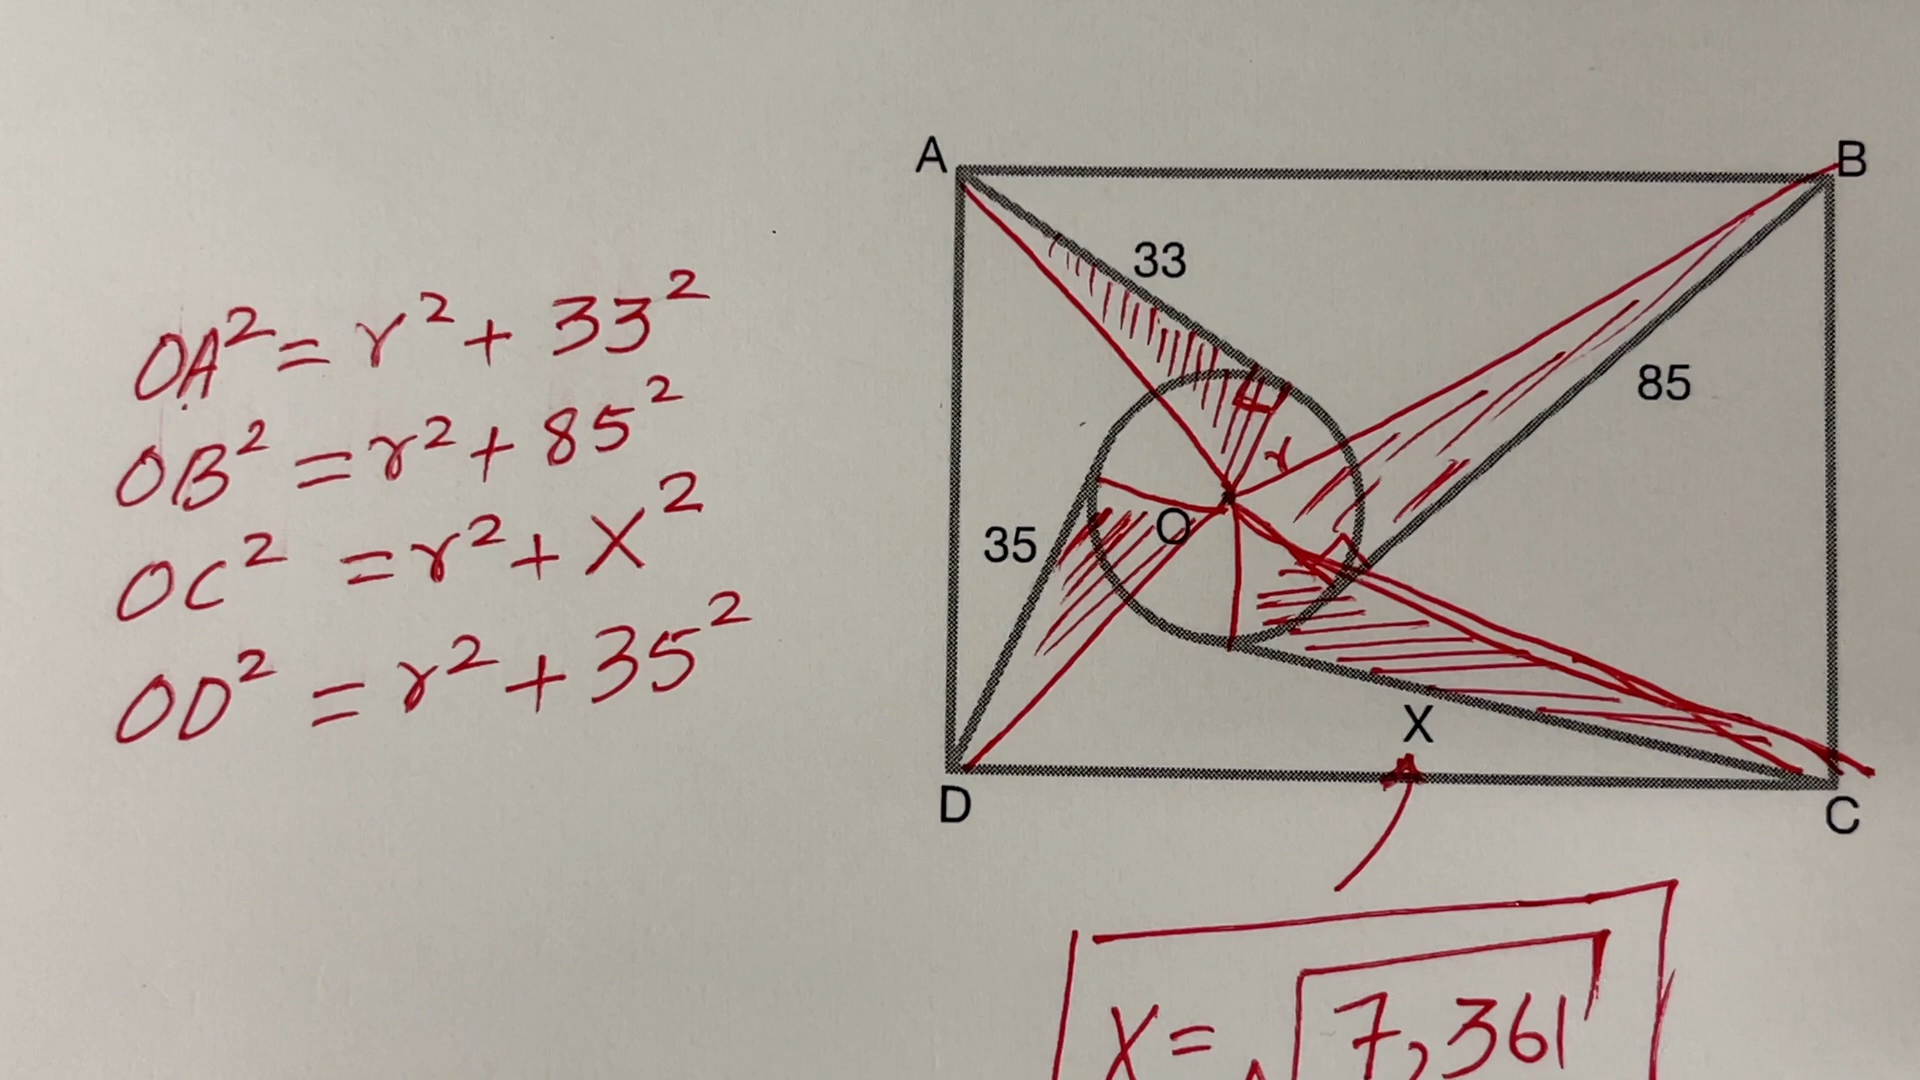 OA² = r² + 33²
OB² = r² + 85²
OC² = r² + X²
OD² = r² + 35²
A
B
33
85
r
O
35
X
D
C
X = √7,361